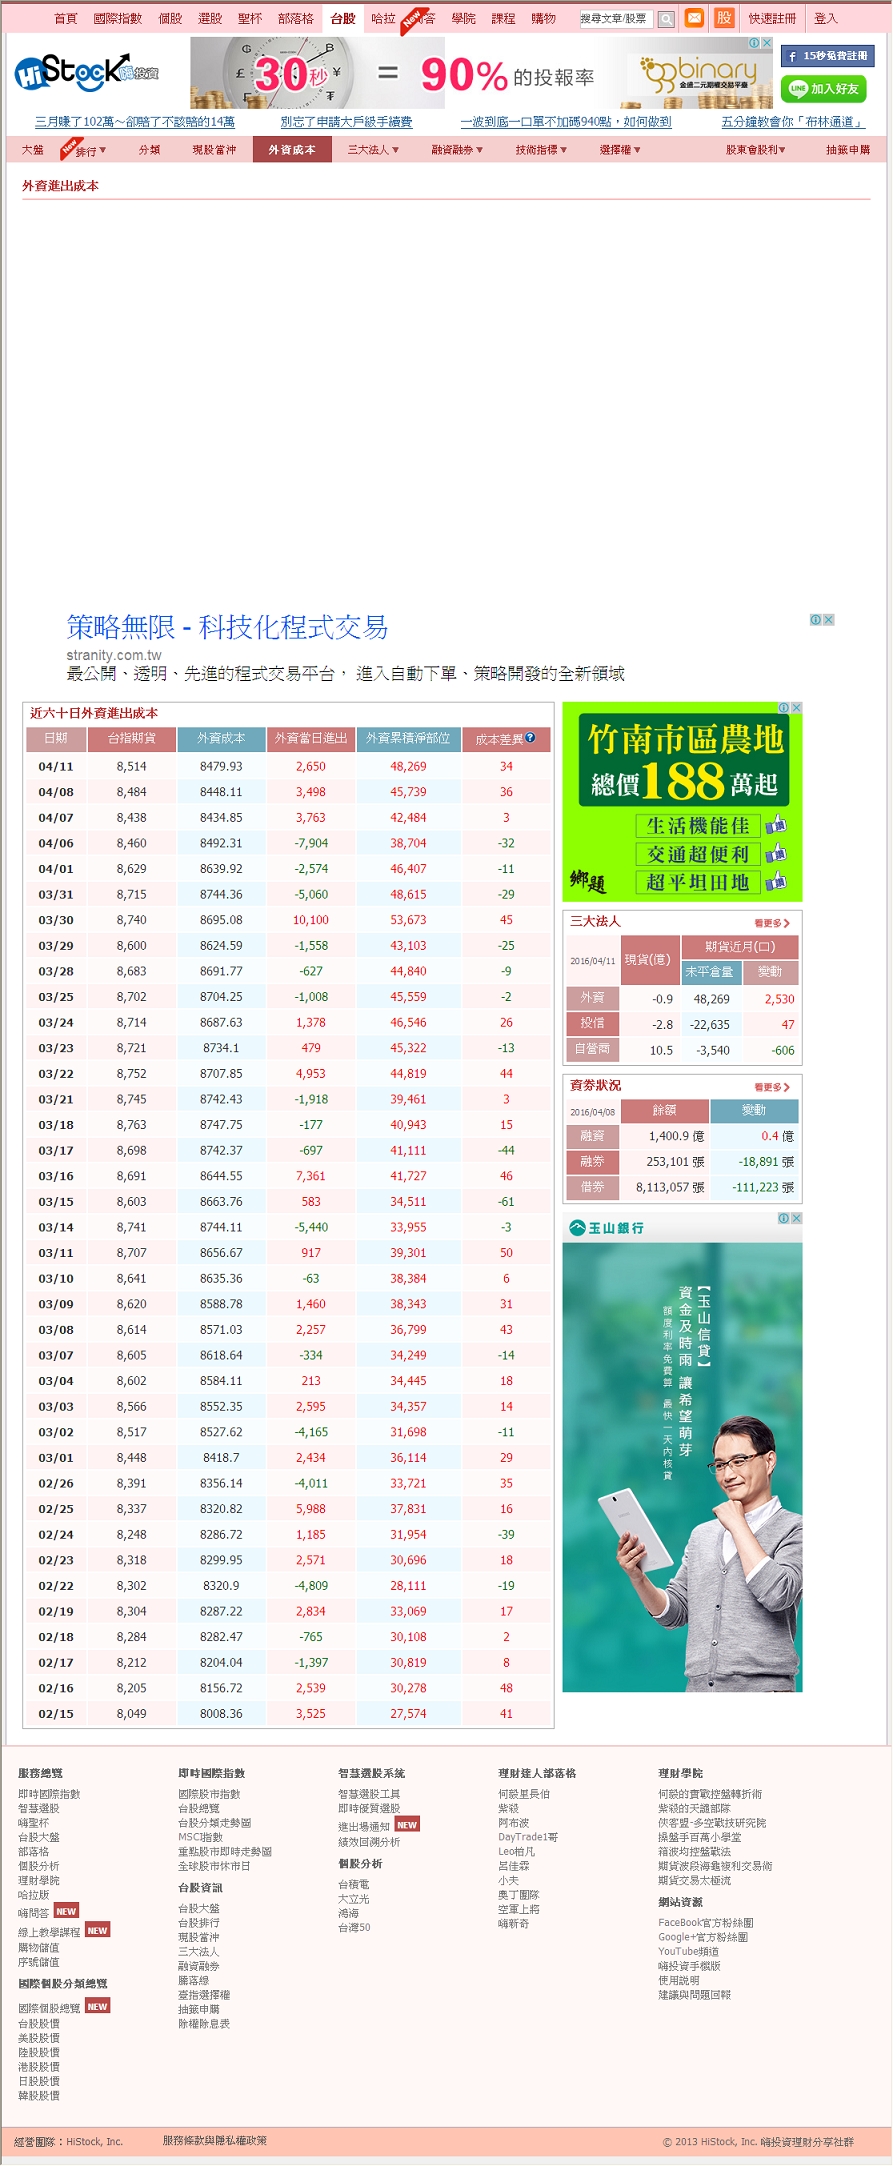 首頁 國際指數 個股 選股 聖杯 部落格 台股 哈拉 New 答 學院 課程 購物 搜尋文章/股票 股 快速註冊 登入
HiStock 嗨投資
30秒 = 90% 的投報率
binary
金銀二元期權交易平臺
f 15秒免費註冊
LINE 加入好友
三月賺了102萬～卻賠了不該賠的14萬 別忘了申請大戶級手續費 一波到底一口單不加碼940點，如何做到 五分鐘教會你「布林通道」
大盤 New 排行▼ 分類 現股當沖 外資成本 三大法人▼ 融資融券▼ 技術指標▼ 選擇權▼ 股東會股利▼ 抽籤申購
外資進出成本
策略無限 - 科技化程式交易
stranity.com.tw
最公開、透明、先進的程式交易平台， 進入自動下單、策略開發的全新領域
近六十日外資進出成本
日期 台指期貨 外資成本 外資當日進出 外資累積淨部位 成本差異
04/11 8,514 8479.93 2,650 48,269 34
04/08 8,484 8448.11 3,498 45,739 36
04/07 8,438 8434.85 3,763 42,484 3
04/06 8,460 8492.31 -7,904 38,704 -32
04/01 8,629 8639.92 -2,574 46,407 -11
03/31 8,715 8744.36 -5,060 48,615 -29
03/30 8,740 8695.08 10,100 53,673 45
03/29 8,600 8624.59 -1,558 43,103 -25
03/28 8,683 8691.77 -627 44,840 -9
03/25 8,702 8704.25 -1,008 45,559 -2
03/24 8,714 8687.63 1,378 46,546 26
03/23 8,721 8734.1 479 45,322 -13
03/22 8,752 8707.85 4,953 44,819 44
03/21 8,745 8742.43 -1,918 39,461 3
03/18 8,763 8747.75 -177 40,943 15
03/17 8,698 8742.37 -697 41,111 -44
03/16 8,691 8644.55 7,361 41,727 46
03/15 8,603 8663.76 583 34,511 -61
03/14 8,741 8744.11 -5,440 33,955 -3
03/11 8,707 8656.67 917 39,301 50
03/10 8,641 8635.36 -63 38,384 6
03/09 8,620 8588.78 1,460 38,343 31
03/08 8,614 8571.03 2,257 36,799 43
03/07 8,605 8618.64 -334 34,249 -14
03/04 8,602 8584.11 213 34,445 18
03/03 8,566 8552.35 2,595 34,357 14
03/02 8,517 8527.62 -4,165 31,698 -11
03/01 8,448 8418.7 2,434 36,114 29
02/26 8,391 8356.14 -4,011 33,721 35
02/25 8,337 8320.82 5,988 37,831 16
02/24 8,248 8286.72 1,185 31,954 -39
02/23 8,318 8299.95 2,571 30,696 18
02/22 8,302 8320.9 -4,809 28,111 -19
02/19 8,304 8287.22 2,834 33,069 17
02/18 8,284 8282.47 -765 30,108 2
02/17 8,212 8204.04 -1,397 30,819 8
02/16 8,205 8156.72 2,539 30,278 48
02/15 8,049 8008.36 3,525 27,574 41
竹南市區農地
總價188萬起
生活機能佳
交通超便利
超平坦田地
鄉題
三大法人 看更多
2016/04/11 現貨(億) 期貨近月(口)
未平倉量 變動
外資 -0.9 48,269 2,530
投信 -2.8 -22,635 47
自營商 10.5 -3,540 -606
資券狀況 看更多
2016/04/08 餘額 變動
融資 1,400.9 億 0.4 億
融券 253,101 張 -18,891 張
借券 8,113,057 張 -111,223 張
玉山銀行
【玉山信貸】
資金及時雨 讓希望萌芽
額度利率免費算 最快一天內核貸
服務總覽
即時國際指數
智慧選股
嗨聖杯
台股大盤
部落格
個股分析
理財學院
哈拉版
嗨問答 NEW
線上教學課程 NEW
購物儲值
序號儲值
國際個股分類總覽
國際個股總覽 NEW
台股股價
美股股價
陸股股價
港股股價
日股股價
韓股股價
即時國際指數
國際股市指數
台股總覽
台股分類走勢圖
MSCI指數
重點股市即時走勢圖
全球股市休市日
台股資訊
台股大盤
台股排行
現股當沖
三大法人
融資融券
騰落線
臺指選擇權
抽籤申購
除權除息表
智慧選股系統
智慧選股工具
即時優質選股
進出場通知 NEW
績效回溯分析
個股分析
台積電
大立光
鴻海
台灣50
理財達人部落格
何毅里長伯
紫殺
阿布波
DayTrade1哥
Leo柏凡
呂佳霖
小夫
奧丁團隊
空軍上將
嗨新奇
理財學院
何毅的實戰控盤轉折術
紫殺的天讖部隊
俠客盟-多空戰技研究院
操盤手百萬小學堂
箱波均控盤戰法
期貨波段海龜複利交易術
期貨交易太極流
網站資源
FaceBook官方粉絲團
Google+官方粉絲團
YouTube頻道
嗨投資手機版
使用說明
建議與問題回報
經營團隊：HiStock, Inc. 服務條款與隱私權政策 © 2013 HiStock, Inc. 嗨投資理財分享社群